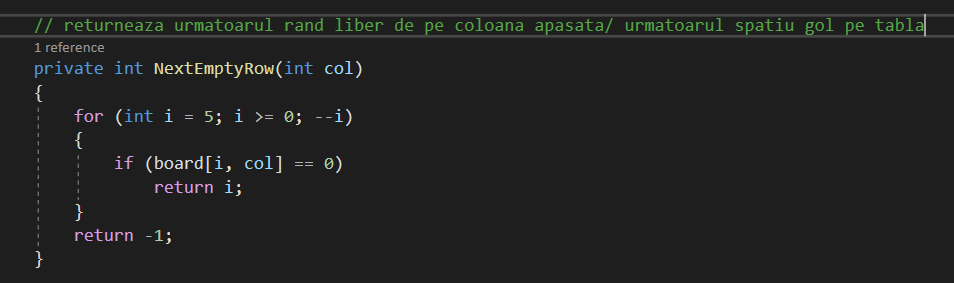 // returneaza urmatoarul rand liber de pe coloana apasata/ urmatoarul spatiu gol pe tabla
1 reference
private int NextEmptyRow(int col)
{
    for (int i = 5; i >= 0; --i)
    {
        if (board[i, col] == 0)
            return i;
    }
    return -1;
}